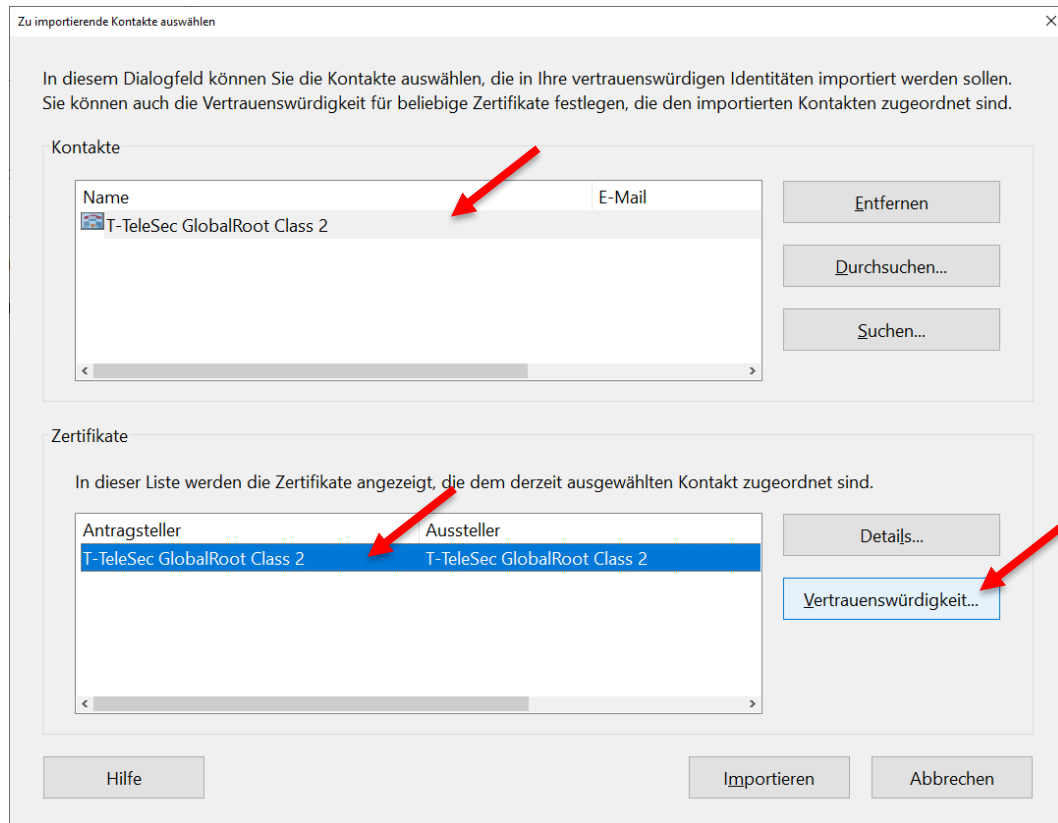 Zu importierende Kontakte auswählen
In diesem Dialogfeld können Sie die Kontakte auswählen, die in Ihre vertrauenswürdigen Identitäten importiert werden sollen.
Sie können auch die Vertrauenswürdigkeit für beliebige Zertifikate festlegen, die den importierten Kontakten zugeordnet sind.
Kontakte
Name E-Mail
T-TeleSec GlobalRoot Class 2
Entfernen
Durchsuchen...
Suchen...
Zertifikate
In dieser Liste werden die Zertifikate angezeigt, die dem derzeit ausgewählten Kontakt zugeordnet sind.
Antragsteller Aussteller
T-TeleSec GlobalRoot Class 2 T-TeleSec GlobalRoot Class 2
Details...
Vertrauenswürdigkeit...
Hilfe Importieren Abbrechen